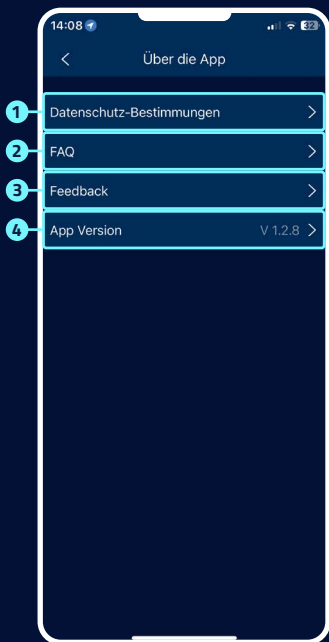 14:08
32
Über die App
1 Datenschutz-Bestimmungen
2 FAQ
3 Feedback
4 App Version V 1.2.8